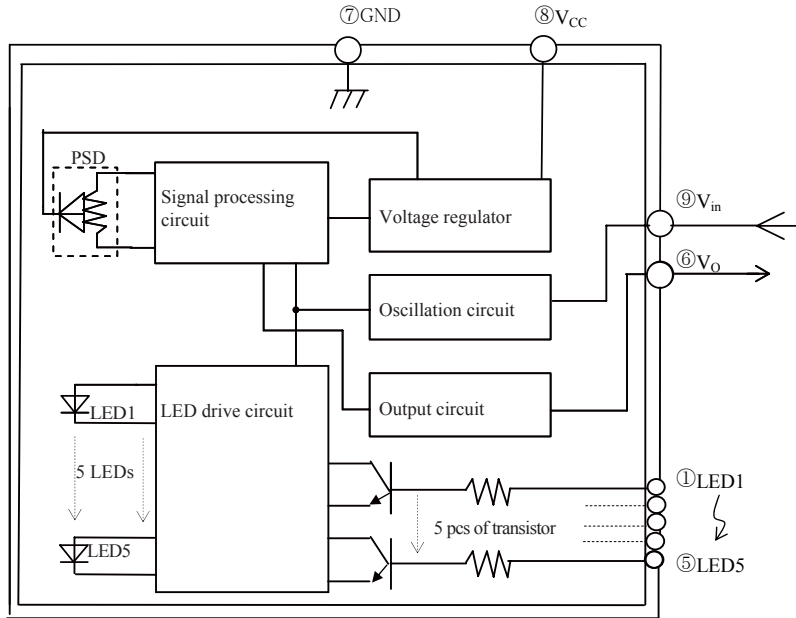 ⑦GND
⑧VCC
PSD
Signal processing
circuit
Voltage regulator
⑨Vin
⑥VO
Oscillation circuit
LED1
LED drive circuit
Output circuit
5 LEDs
①LED1
5 pcs of transistor
LED5
⑤LED5